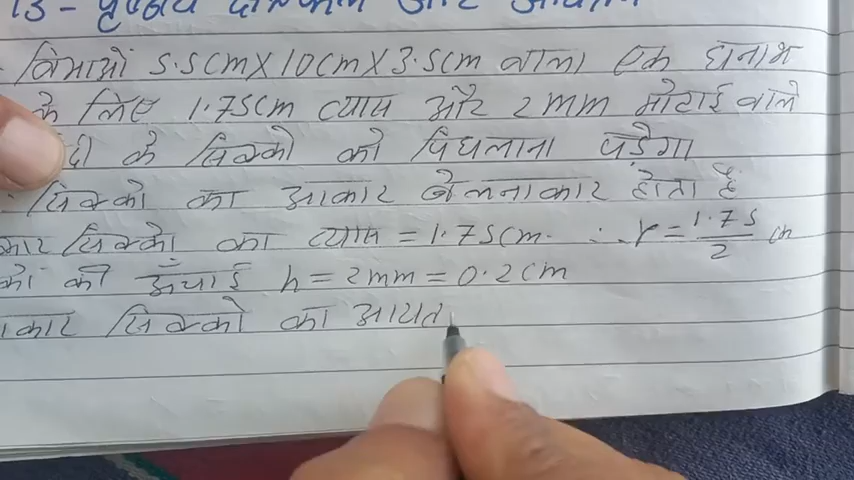 13 - पृष्ठीय क्षेत्रफल और आयतन
विमाओं 5.5cm X 10cm X 3.5cm वाला एक घनाभ
के लिए 1.75cm व्यास और 2mm मोटाई वाले
दी के सिक्को को पिघलाना पड़ेगा
सिक्को का आकार बेलनाकार होता है
कार सिक्को का व्यास = 1.75cm. ∴ r = 1.75/2 cm
को की ऊँचाई h = 2mm = 0.2cm
ाकार सिक्को का आयत